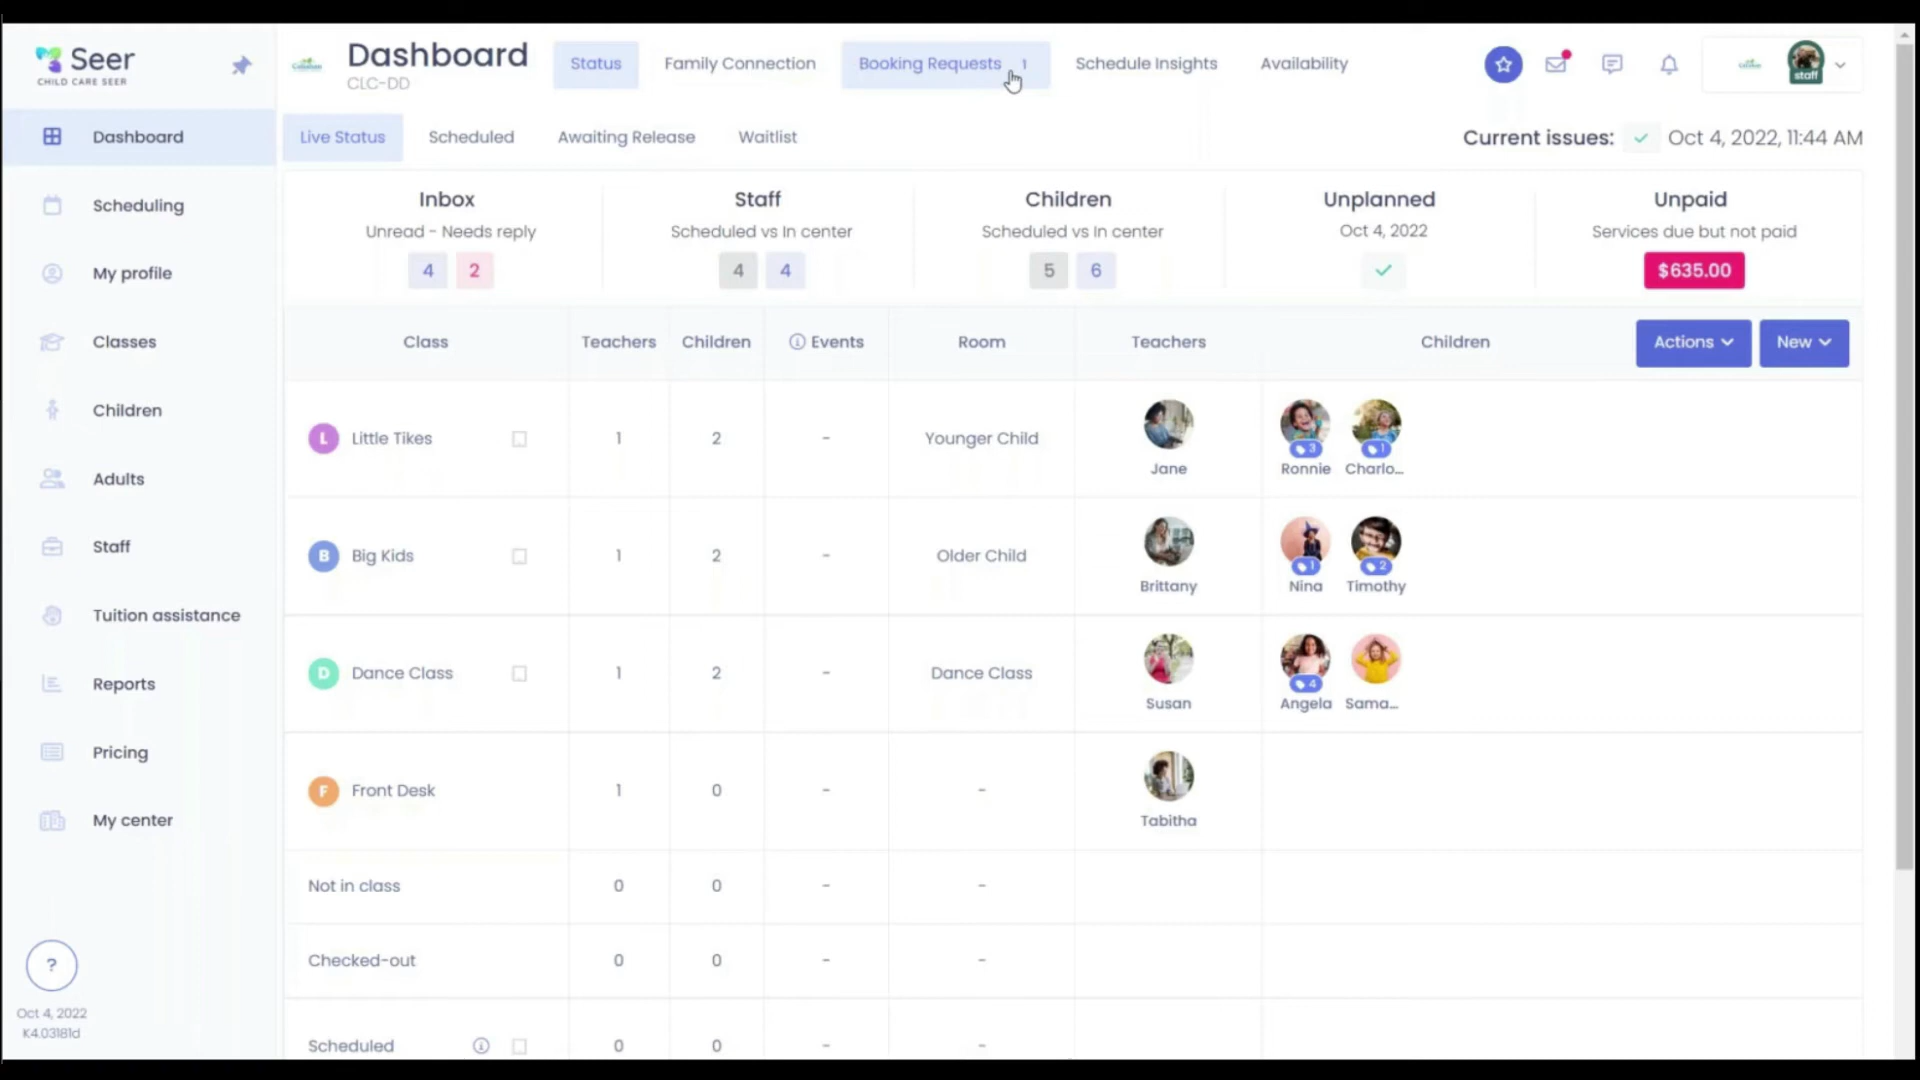 Seer
CHILD CARE SEER
Dashboard
CLC-DD
Status
Family Connection
Booking Requests 1
Schedule Insights
Availability
staff
Live Status
Scheduled
Awaiting Release
Waitlist
Current issues:
Oct 4, 2022, 11:44 AM
Dashboard
Scheduling
My profile
Classes
Children
Adults
Staff
Tuition assistance
Reports
Pricing
My center
?
Oct 4, 2022
K4.03181d
Inbox
Unread - Needs reply
4 2
Staff
Scheduled vs In center
4 4
Children
Scheduled vs In center
5 6
Unplanned
Oct 4, 2022
Unpaid
Services due but not paid
$635.00
Class Teachers Children Events Room Teachers Children
Actions
New
L Little Tikes 1 2 - Younger Child
Jane
3
Ronnie
1
Charlo...
B Big Kids 1 2 - Older Child
Brittany
1
Nina
2
Timothy
D Dance Class 1 2 - Dance Class
Susan
4
Angela
Sama...
F Front Desk 1 0 - -
Tabitha
Not in class 0 0 - -
Checked-out 0 0 - -
Scheduled 0 0 - -